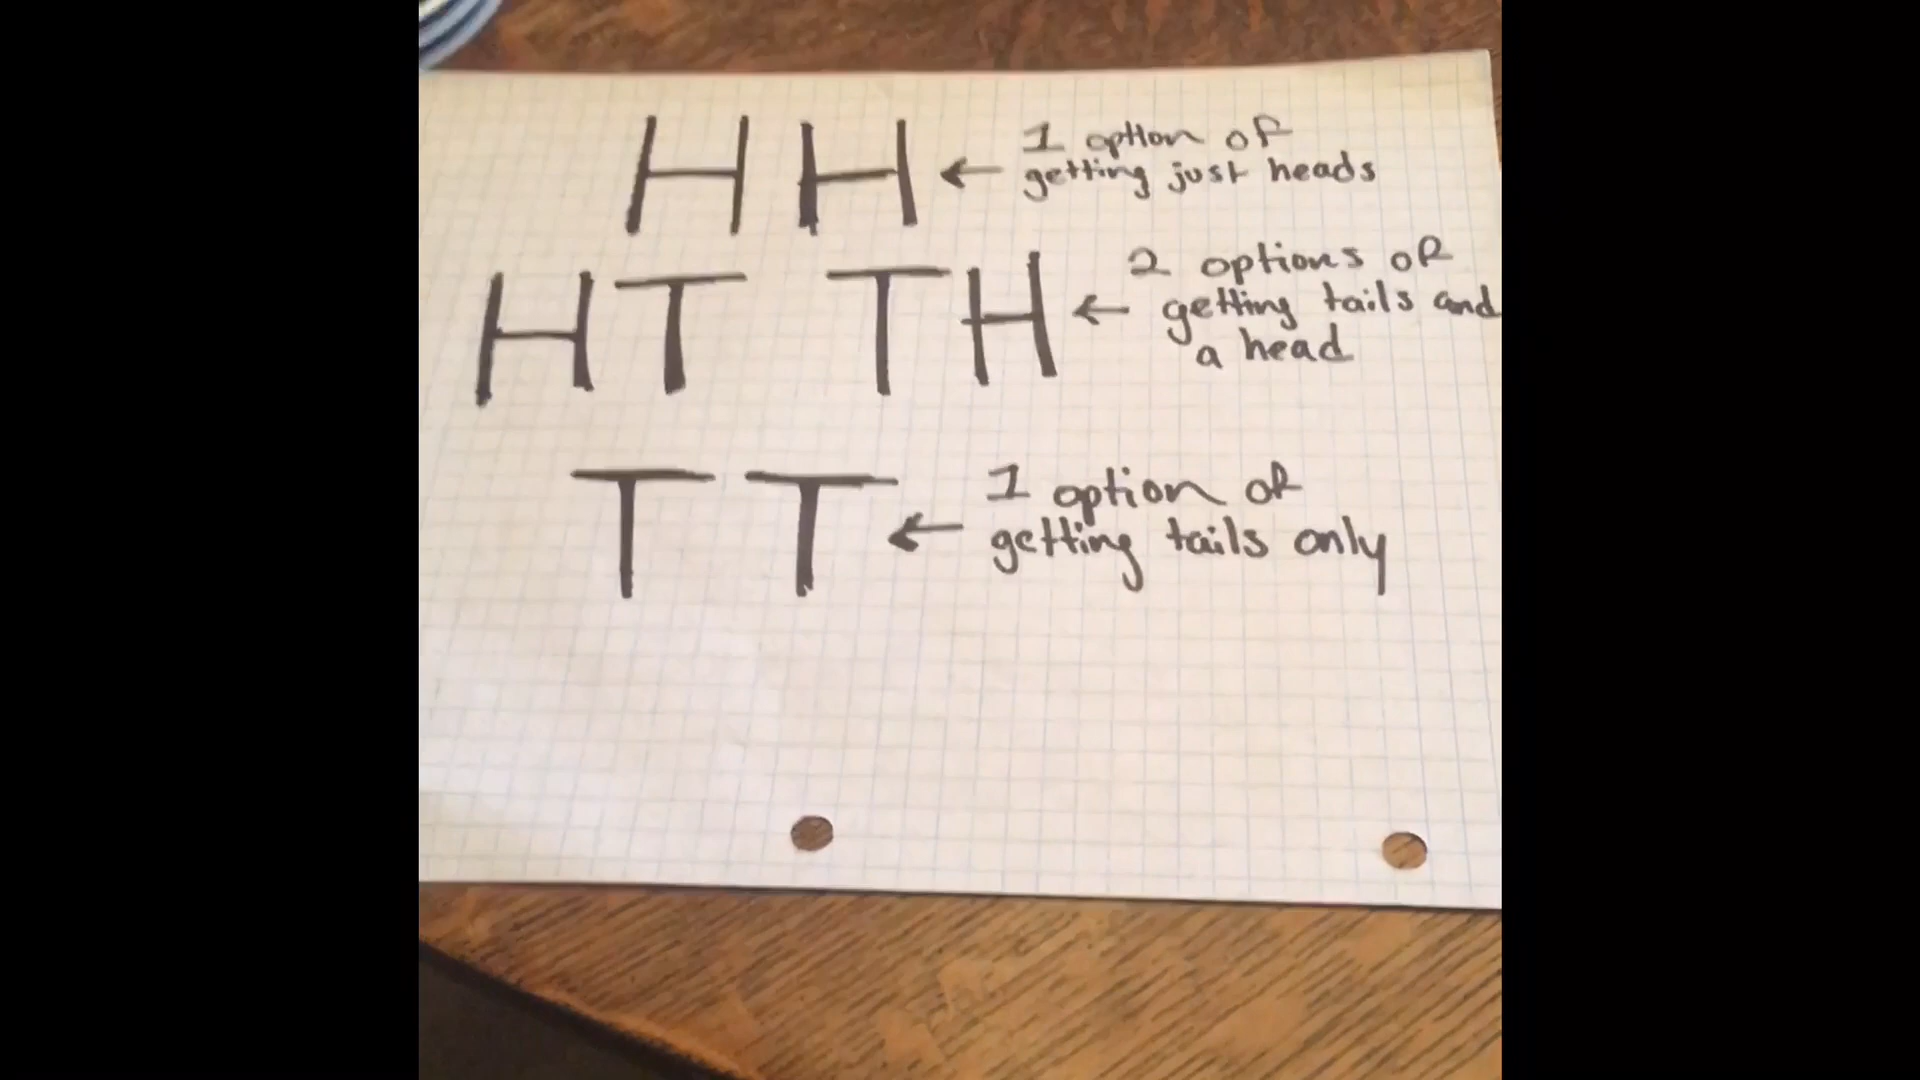 HH ← 1 option of
getting just heads
HT TH ← 2 options of
getting tails and
a head
TT ← 1 option of
getting tails only